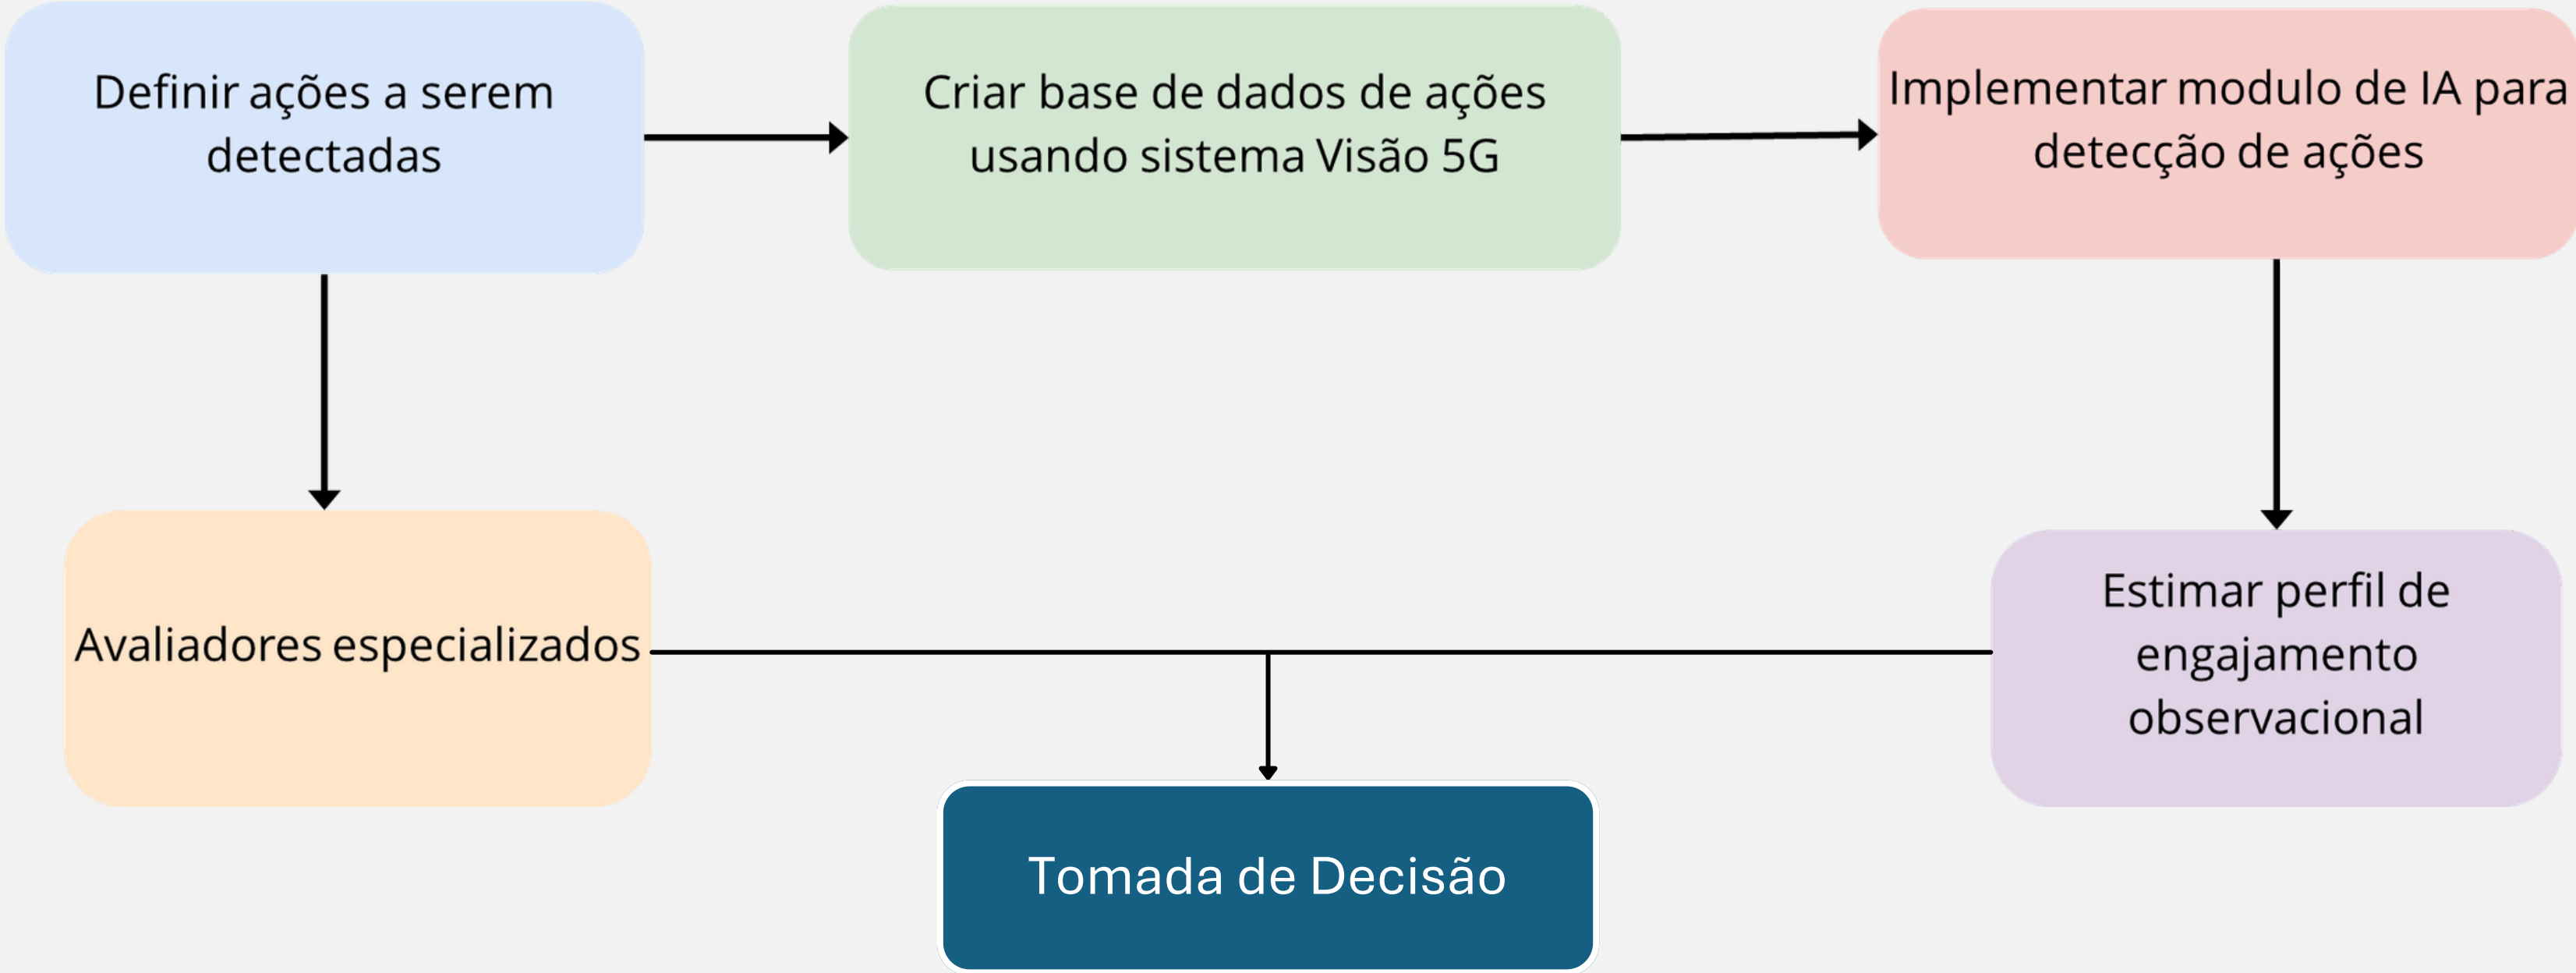 Definir ações a serem
detectadas
Criar base de dados de ações
usando sistema Visão 5G
Implementar modulo de IA para
detecção de ações
Avaliadores especializados
Estimar perfil de
engajamento
observacional
Tomada de Decisão